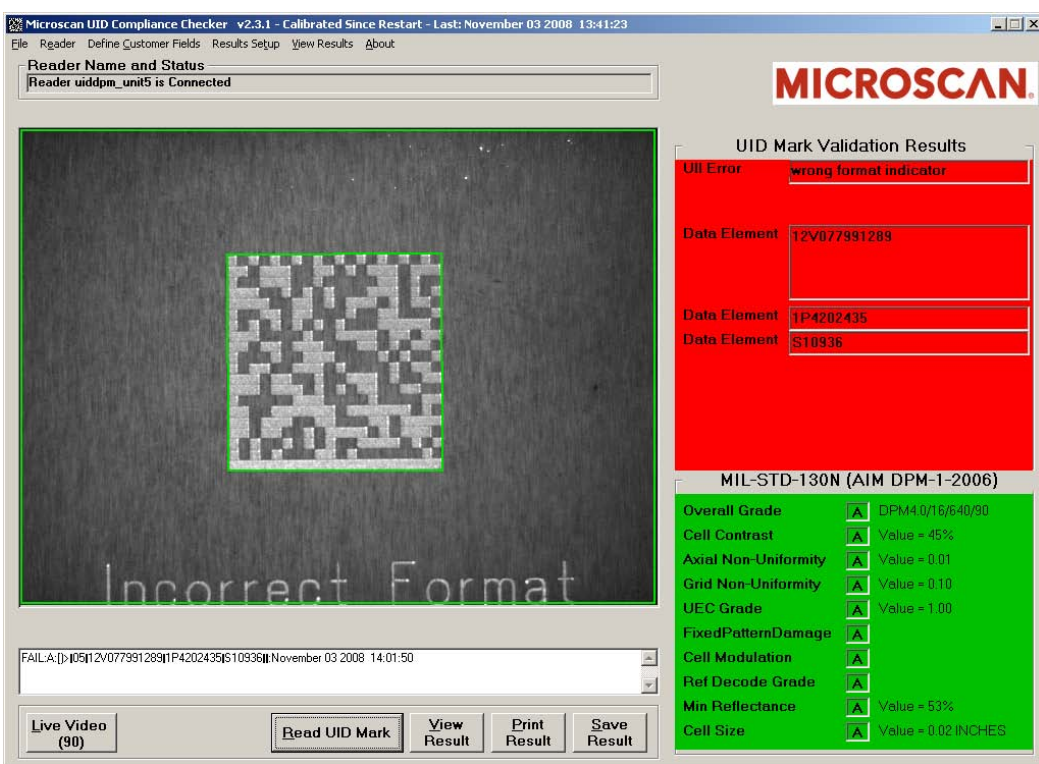 Microscan UID Compliance Checker v2.3.1 - Calibrated Since Restart - Last: November 03 2008 13:41:23
File Reader Define Customer Fields Results Setup View Results About
Reader Name and Status
Reader uiddpm_unit5 is Connected
MICROSCAN®
UID Mark Validation Results
UII Error wrong format indicator
Data Element 12V077991289
Data Element 1P4202435
Data Element S10936
Incorrect Format
MIL-STD-130N (AIM DPM-1-2006)
Overall Grade A DPM4.0/16/640/90
Cell Contrast A Value = 45%
Axial Non-Uniformity A Value = 0.01
Grid Non-Uniformity A Value = 0.10
UEC Grade A Value = 1.00
FixedPatternDamage A
Cell Modulation A
Ref Decode Grade A
Min Reflectance A Value = 53%
Cell Size A Value = 0.02 INCHES
FAIL:A:[)>|05|12V077991289|1P4202435|S10936||:November 03 2008 14:01:50
Live Video (90)
Read UID Mark
View Result
Print Result
Save Result